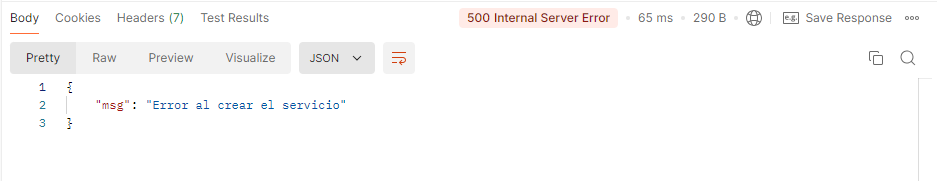 Body Cookies Headers (7) Test Results 500 Internal Server Error 65 ms 290 B e.g. Save Response
Pretty Raw Preview Visualize JSON
1 {
2 "msg": "Error al crear el servicio"
3 }